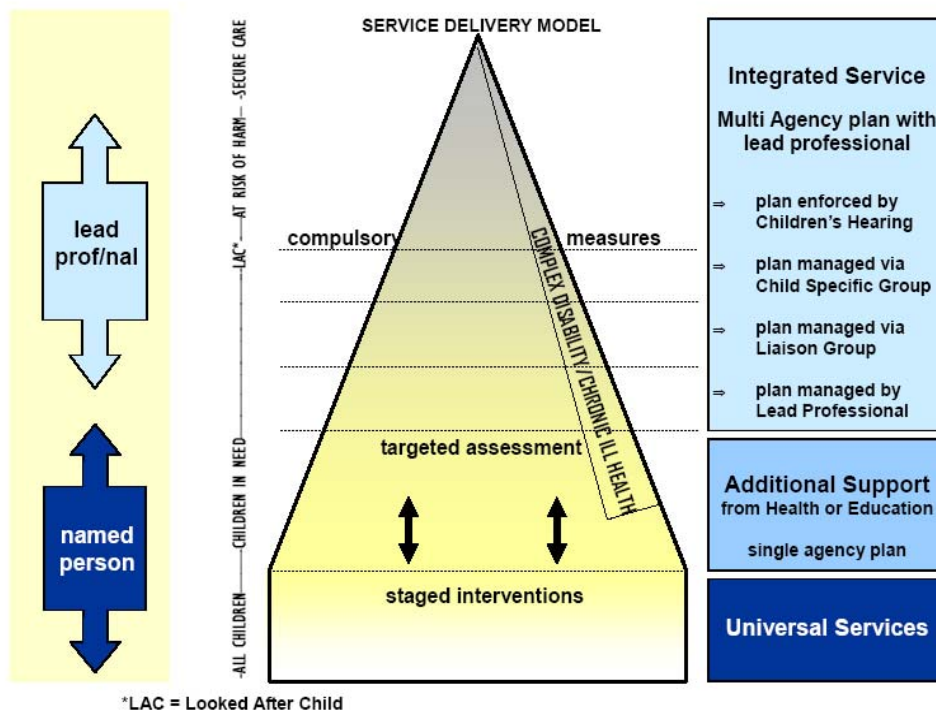 SERVICE DELIVERY MODEL
lead
prof/nal
named
person
ALL CHILDREN
CHILDREN IN NEED
LAC*
AT RISK OF HARM
SECURE CARE
compulsory
measures
COMPLEX DISABILITY/CHRONIC ILL HEALTH
targeted assessment
staged interventions
Integrated Service
Multi Agency plan with
lead professional
⇒ plan enforced by
Children's Hearing
⇒ plan managed via
Child Specific Group
⇒ plan managed via
Liaison Group
⇒ plan managed by
Lead Professional
Additional Support
from Health or Education
single agency plan
Universal Services
*LAC = Looked After Child